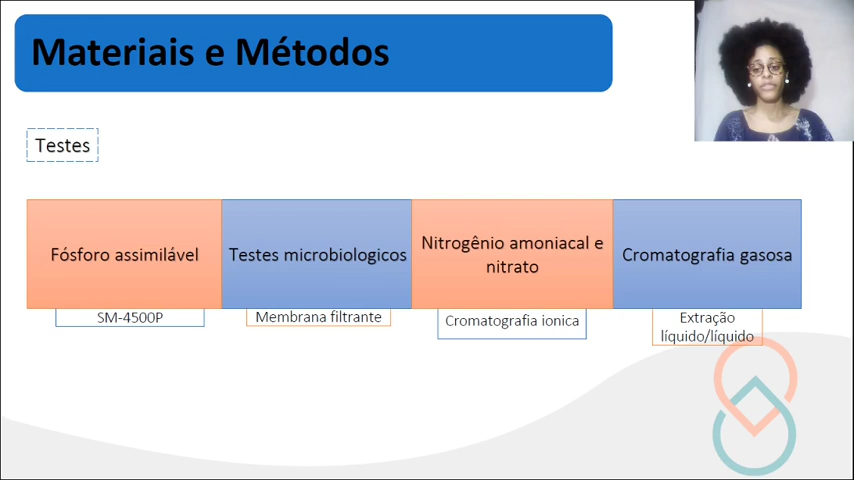 Materiais e Métodos
Testes
Fósforo assimilável
Testes microbiologicos
Nitrogênio amoniacal e
nitrato
Cromatografia gasosa
SM-4500P
Membrana filtrante
Cromatografia ionica
Extração
líquido/líquido